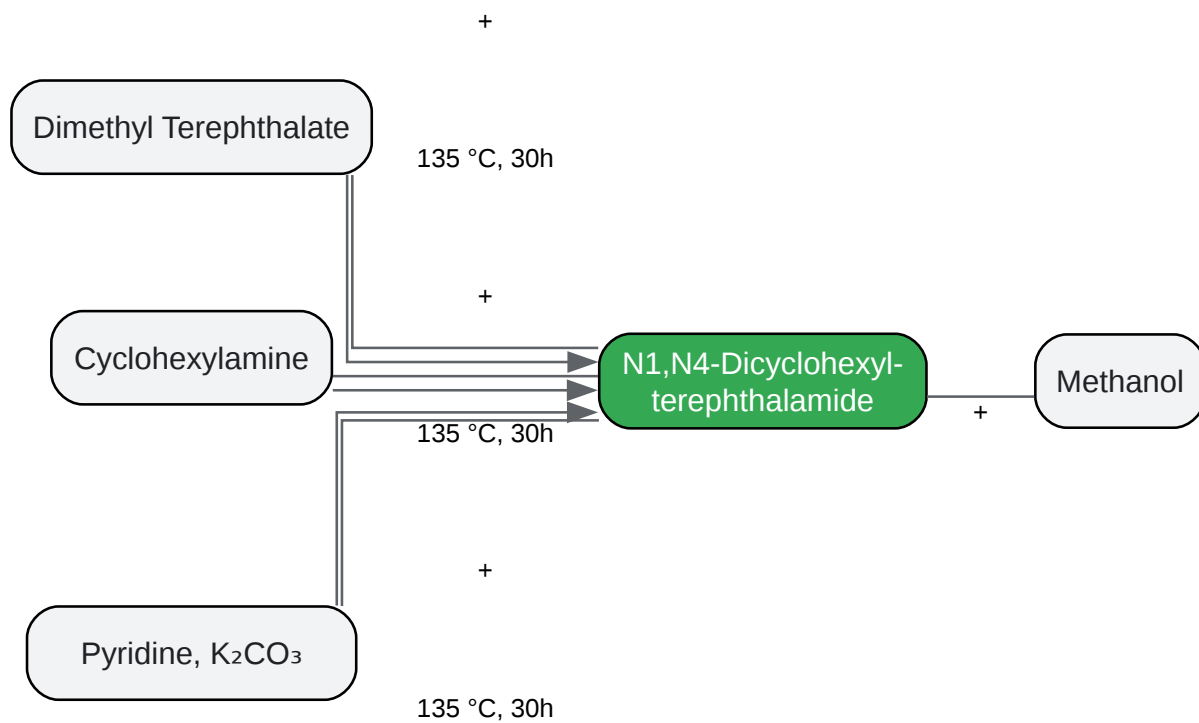 +
Dimethyl Terephthalate
135 °C, 30h
+
Cyclohexylamine
N1,N4-Dicyclohexyl-
terephthalamide
Methanol
+
135 °C, 30h
+
Pyridine, K₂CO₃
135 °C, 30h